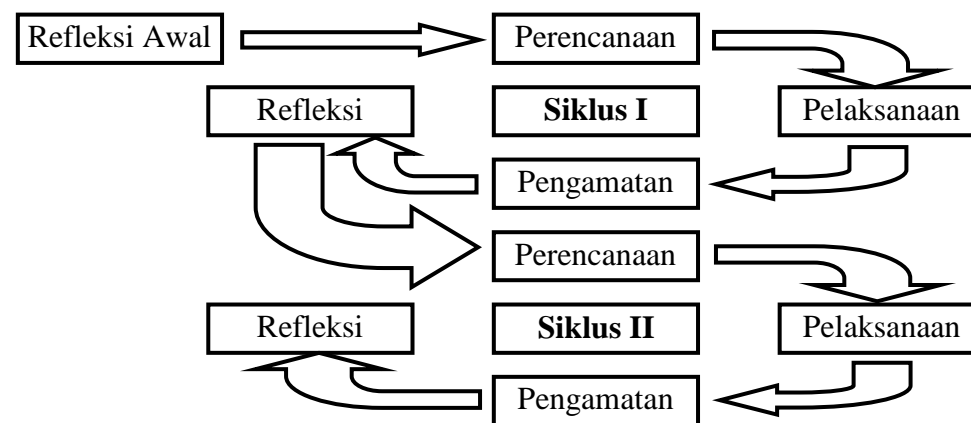 Refleksi Awal
Perencanaan
Refleksi
Siklus I
Pelaksanaan
Pengamatan
Perencanaan
Refleksi
Siklus II
Pelaksanaan
Pengamatan